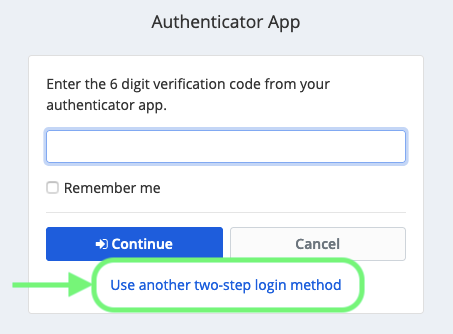 Authenticator App
Enter the 6 digit verification code from your
authenticator app.
Remember me
Continue
Cancel
Use another two-step login method